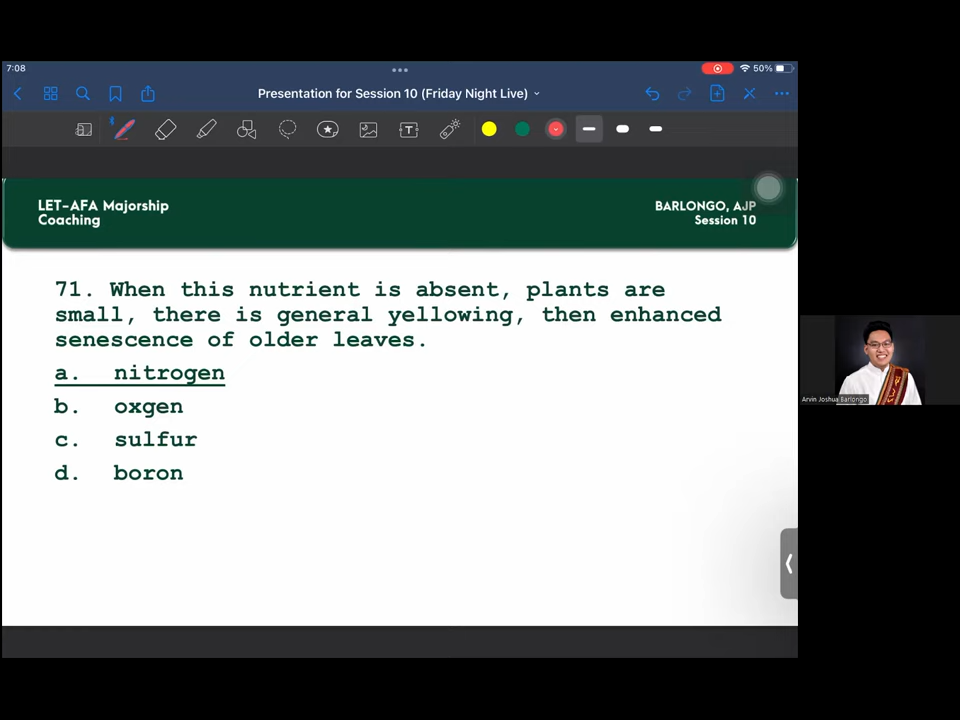 7:08
50%
Presentation for Session 10 (Friday Night Live)
LET-AFA Majorship
Coaching
BARLONGO, AJP
Session 10
71. When this nutrient is absent, plants are
small, there is general yellowing, then enhanced
senescence of older leaves.
a. nitrogen
b. oxgen
c. sulfur
d. boron
Arvin Joshua Barlongo